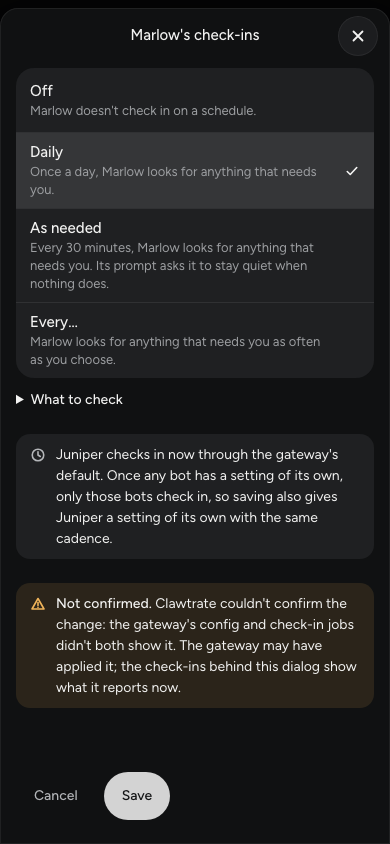 Marlow's check-ins
Off
Marlow doesn't check in on a schedule.
Daily
Once a day, Marlow looks for anything that needs
you.
As needed
Every 30 minutes, Marlow looks for anything that
needs you. Its prompt asks it to stay quiet when
nothing does.
Every...
Marlow looks for anything that needs you as often
as you choose.
What to check
Juniper checks in now through the gateway's
default. Once any bot has a setting of its own,
only those bots check in, so saving also gives
Juniper a setting of its own with the same
cadence.
Not confirmed. Clawtrate couldn't confirm the
change: the gateway's config and check-in jobs
didn't both show it. The gateway may have
applied it; the check-ins behind this dialog show
what it reports now.
Cancel
Save